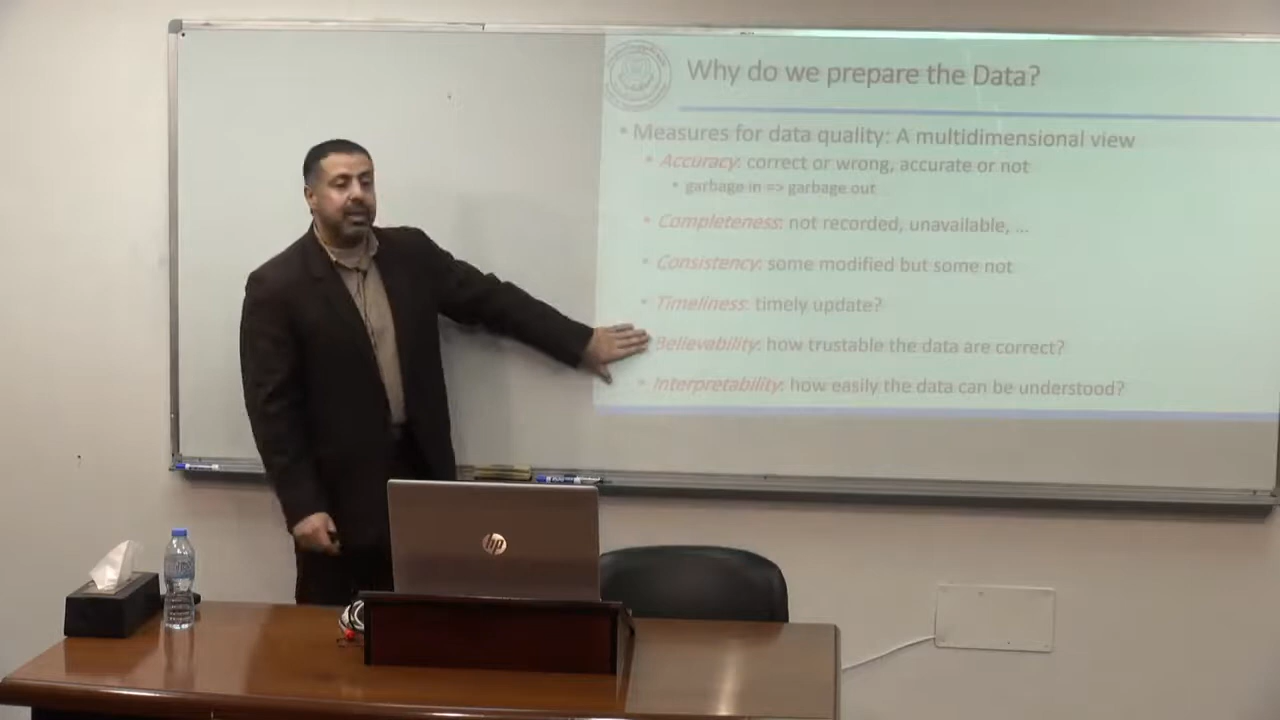 Why do we prepare the Data?
• Measures for data quality: A multidimensional view
• Accuracy: correct or wrong, accurate or not
• garbage in => garbage out
• Completeness: not recorded, unavailable, ...
• Consistency: some modified but some not
• Timeliness: timely update?
• Believability: how trustable the data are correct?
• Interpretability: how easily the data can be understood?
hp